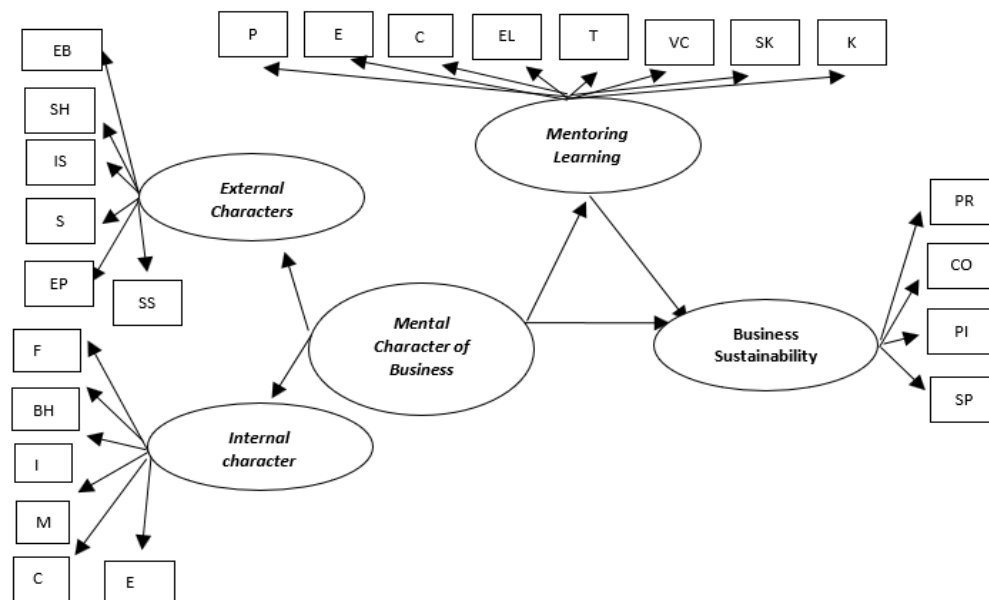 P
E
C
EL
T
VC
SK
K
EB
SH
IS
S
EP
SS
External
Characters
Mentoring
Learning
Mental
Character of
Business
Business
Sustainability
PR
CO
PI
SP
Internal
character
F
BH
I
M
C
E